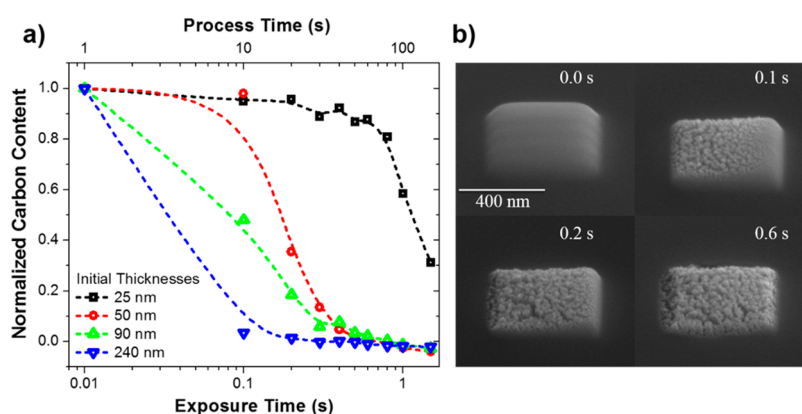 a)
Process Time (s)
1 10 100
Normalized Carbon Content
1.0
0.8
0.6
0.4
0.2
0.0
Initial Thicknesses
25 nm
50 nm
90 nm
240 nm
0.01 0.1 1
Exposure Time (s)
b)
0.0 s
0.1 s
400 nm
0.2 s
0.6 s